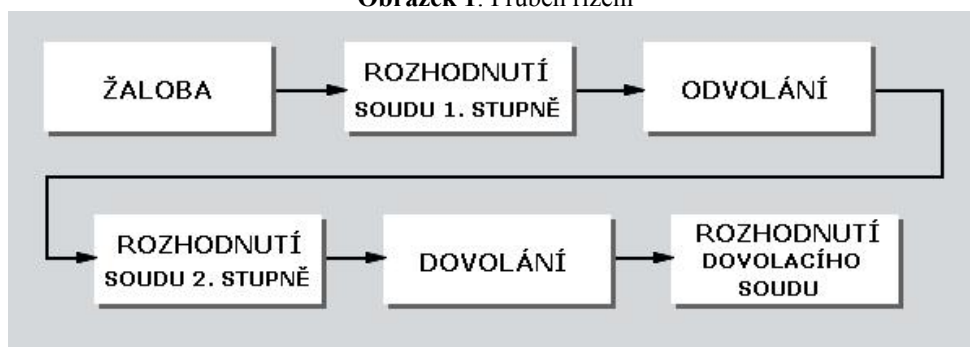 Obrázek 1. Průběh řízení
ŽALOBA
ROZHODNUTÍ
SOUDU 1. STUPNĚ
ODVOLÁNÍ
ROZHODNUTÍ
SOUDU 2. STUPNĚ
DOVOLÁNÍ
ROZHODNUTÍ
DOVOLACÍHO
SOUDU